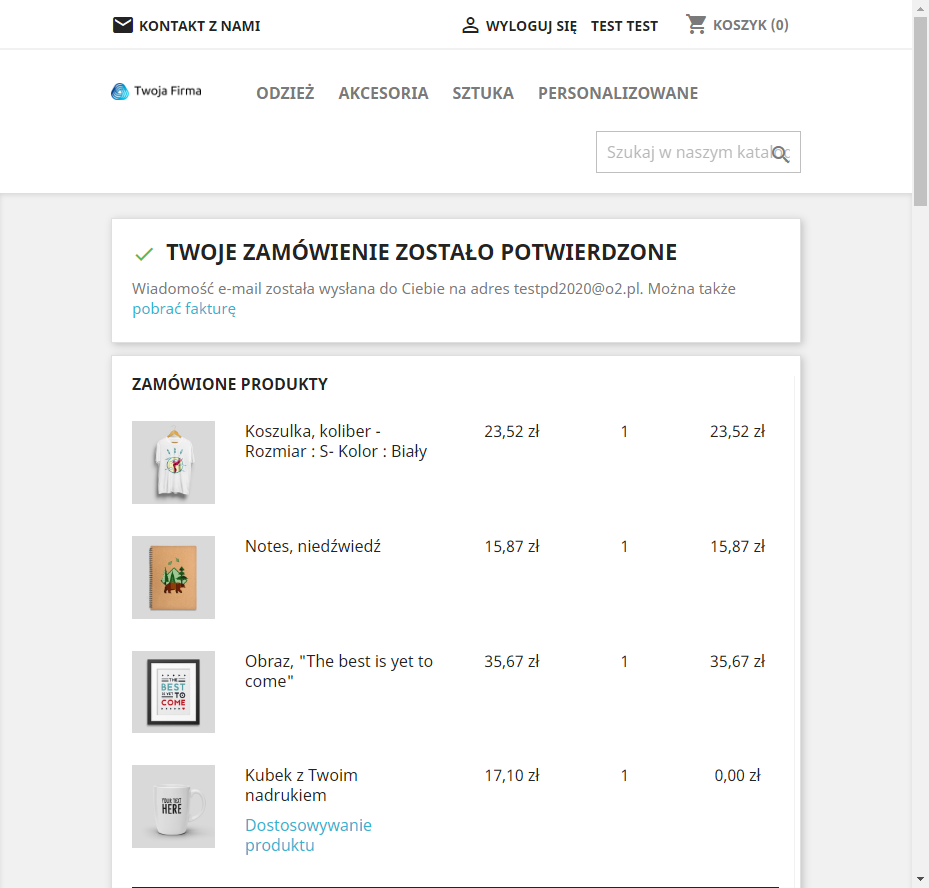 KONTAKT Z NAMI
WYLOGUJ SIĘ TEST TEST KOSZYK (0)
Twoja Firma
ODZIEŻ AKCESORIA SZTUKA PERSONALIZOWANE
Szukaj w naszym katalog
TWOJE ZAMÓWIENIE ZOSTAŁO POTWIERDZONE
Wiadomość e-mail została wysłana do Ciebie na adres testpd2020@o2.pl. Można także
pobrać fakturę
ZAMÓWIONE PRODUKTY
Koszulka, koliber - 23,52 zł 1 23,52 zł
Rozmiar : S- Kolor : Biały
Notes, niedźwiedź 15,87 zł 1 15,87 zł
Obraz, "The best is yet to 35,67 zł 1 35,67 zł
come"
THE
BEST
IS YET TO
COME
Kubek z Twoim 17,10 zł 1 0,00 zł
nadrukiem
YOUR TEXT
HERE
Dostosowywanie
produktu